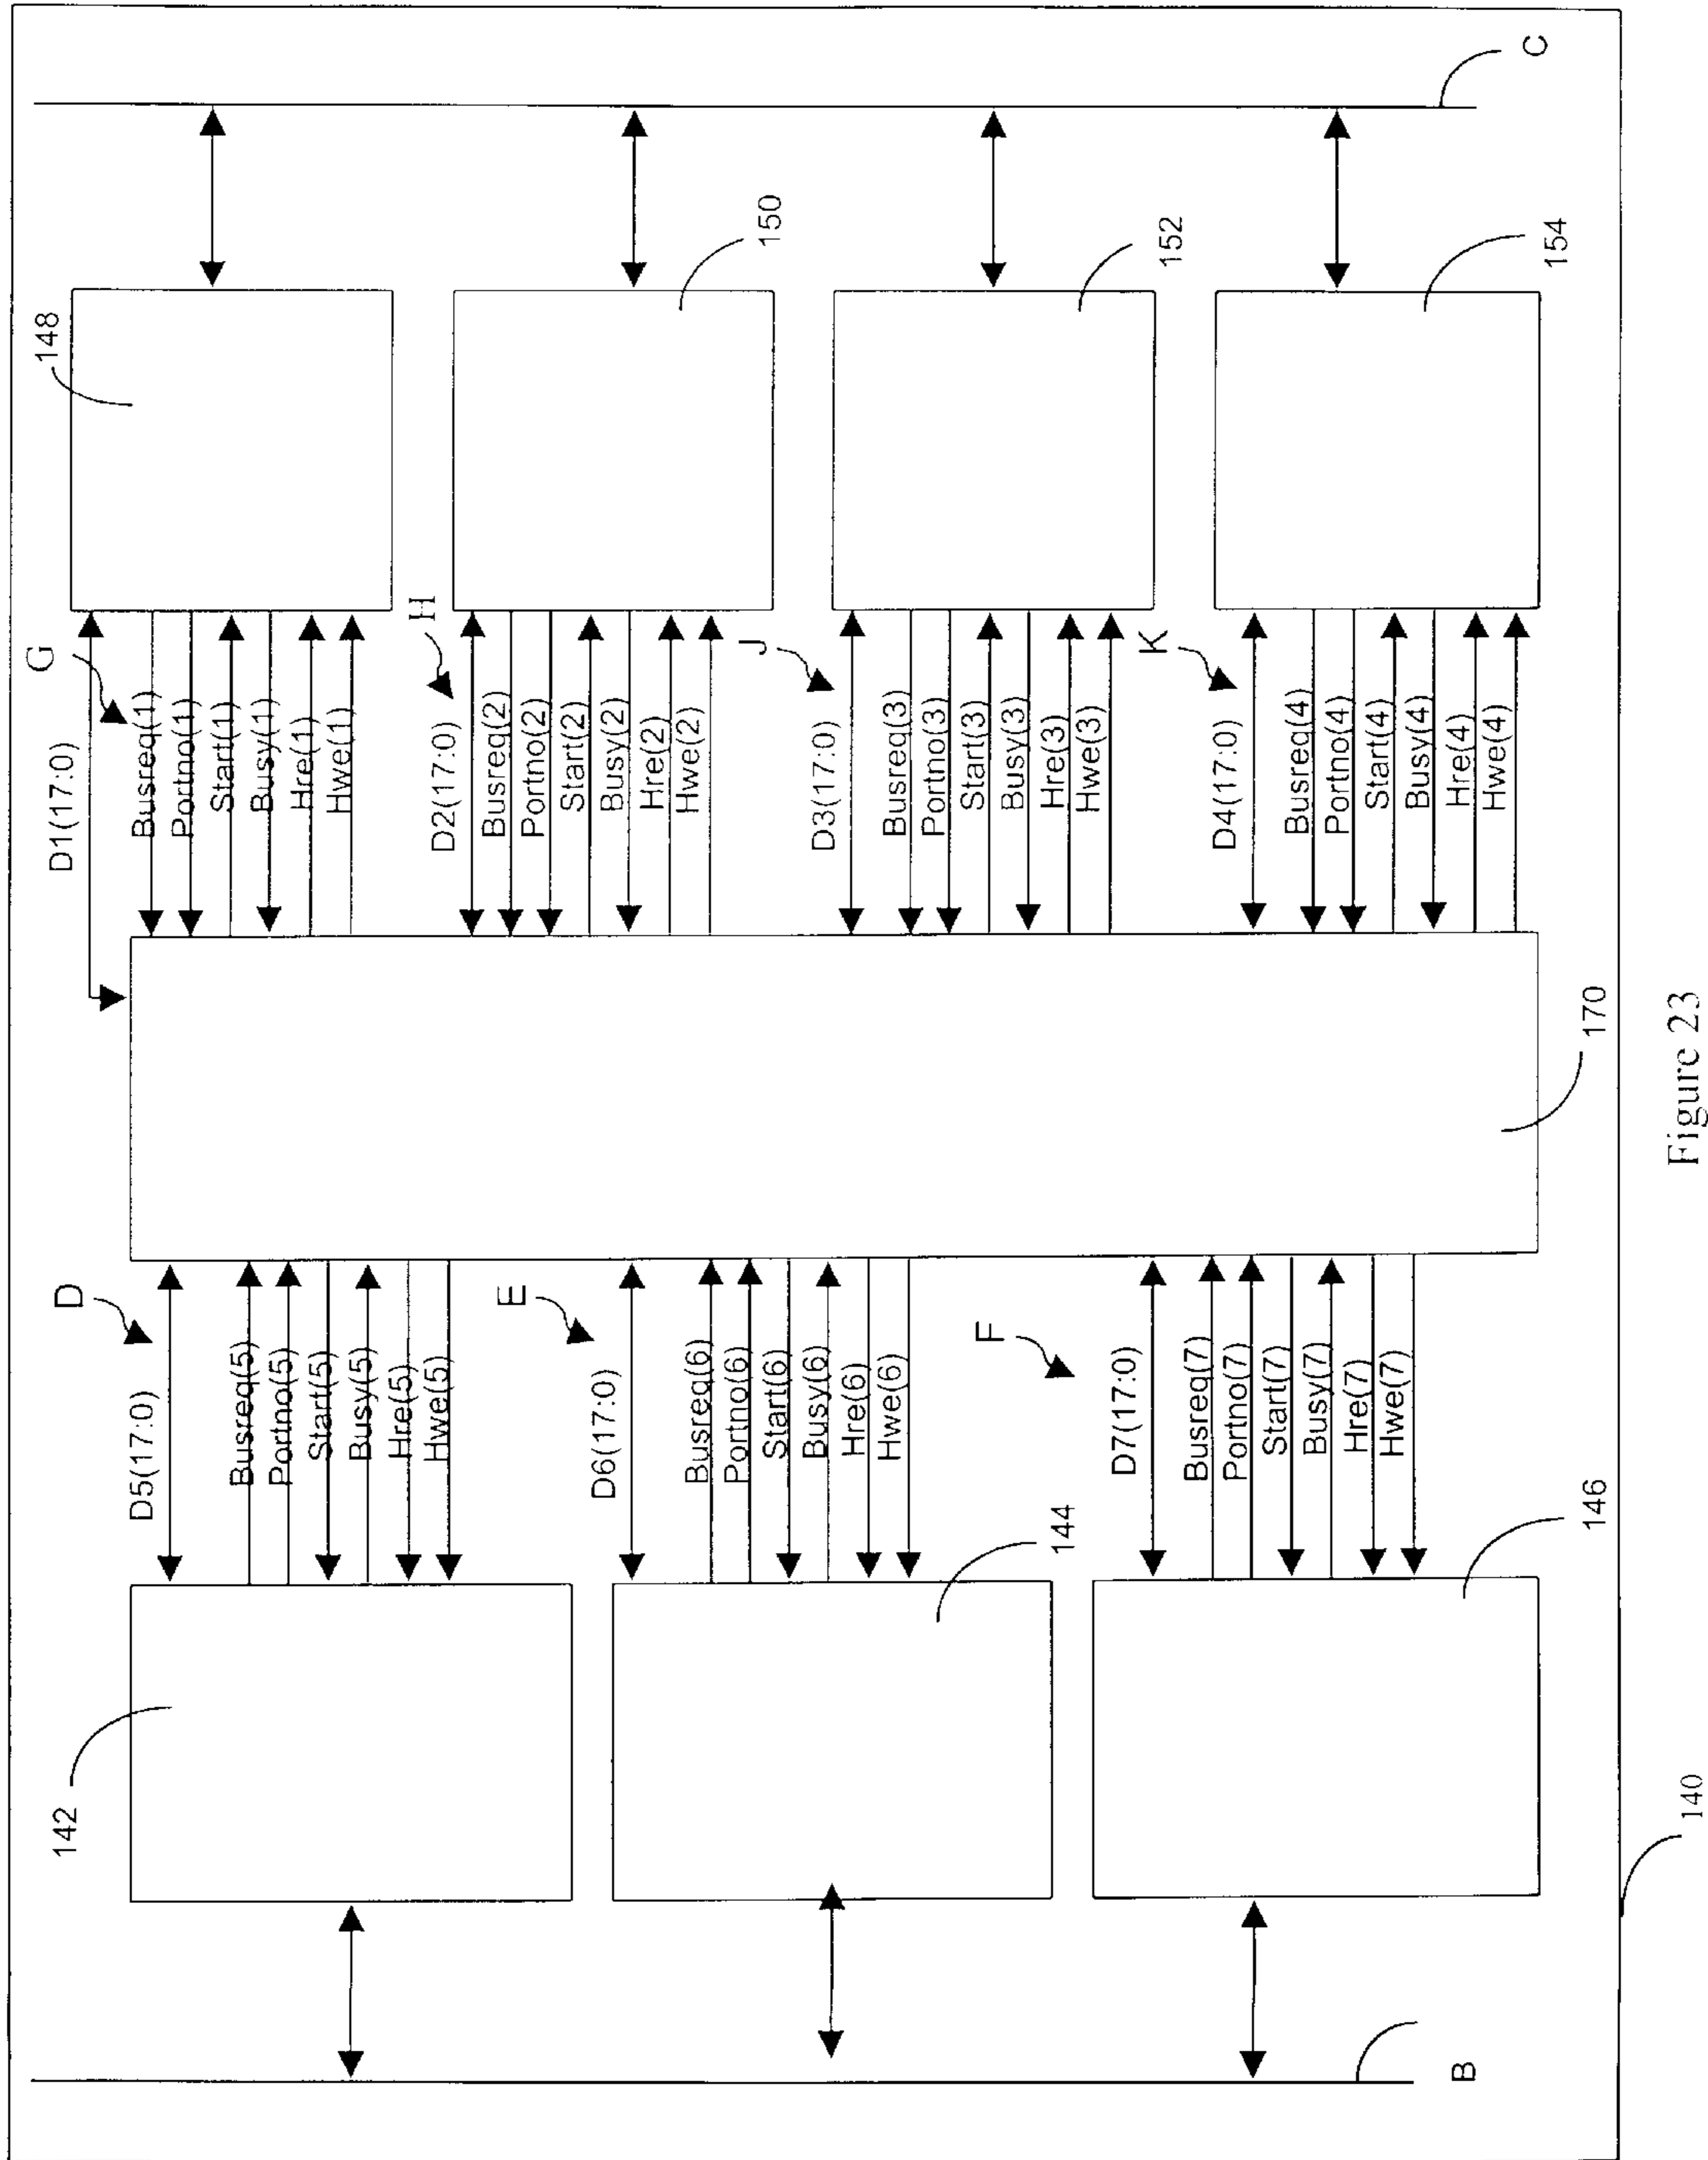 142
D
D5(17:0)
Busreq(5)
Portno(5)
Start(5)
Busy(5)
Hre(5)
Hwe(5)
E
D6(17:0)
Busreq(6)
Portno(6)
Start(6)
Busy(6)
Hre(6)
Hwe(6)
144
F
D7(17:0)
Busreq(7)
Portno(7)
Start(7)
Busy(7)
Hre(7)
Hwe(7)
146
B
G
D1(17:0)
Busreq(1)
Portno(1)
Start(1)
Busy(1)
Hre(1)
Hwe(1)
148
H
D2(17:0)
Busreq(2)
Portno(2)
Start(2)
Busy(2)
Hre(2)
Hwe(2)
150
J
D3(17:0)
Busreq(3)
Portno(3)
Start(3)
Busy(3)
Hre(3)
Hwe(3)
152
K
D4(17:0)
Busreq(4)
Portno(4)
Start(4)
Busy(4)
Hre(4)
Hwe(4)
154
C
170
140
Figure 23